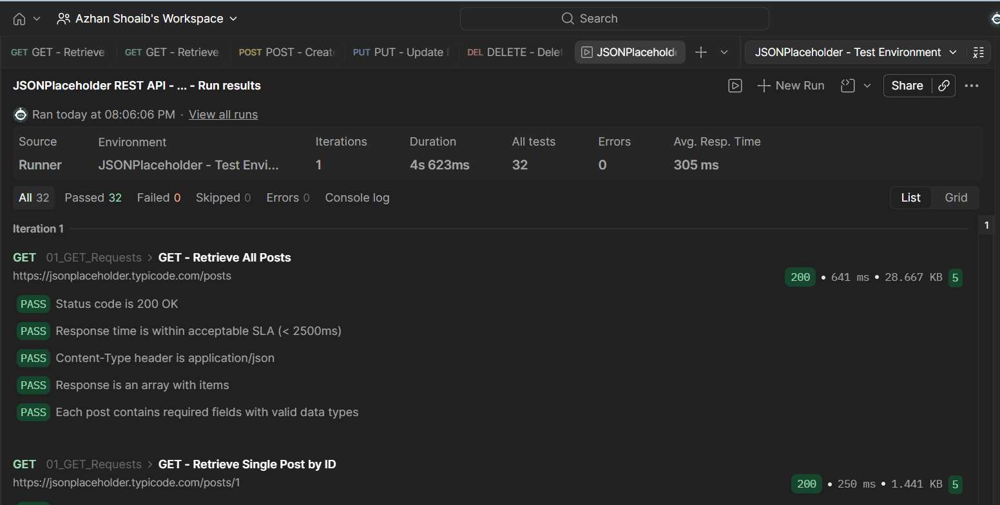 Azhan Shoaib's Workspace
Search
GET GET - Retrieve
GET GET - Retrieve
POST POST - Creat
PUT PUT - Update
DEL DELETE - Delet
JSONPlacehold
JSONPlaceholder - Test Environment
JSONPlaceholder REST API - ... - Run results
New Run
Share
Ran today at 08:06:06 PM · View all runs
Source Environment Iterations Duration All tests Errors Avg. Resp. Time
Runner JSONPlaceholder - Test Envi... 1 4s 623ms 32 0 305 ms
All 32 Passed 32 Failed 0 Skipped 0 Errors 0 Console log
List Grid
Iteration 1
1
GET 01_GET_Requests > GET - Retrieve All Posts
https://jsonplaceholder.typicode.com/posts
200 • 641 ms • 28.667 KB 5
PASS Status code is 200 OK
PASS Response time is within acceptable SLA (< 2500ms)
PASS Content-Type header is application/json
PASS Response is an array with items
PASS Each post contains required fields with valid data types
GET 01_GET_Requests > GET - Retrieve Single Post by ID
https://jsonplaceholder.typicode.com/posts/1
200 • 250 ms • 1.441 KB 5